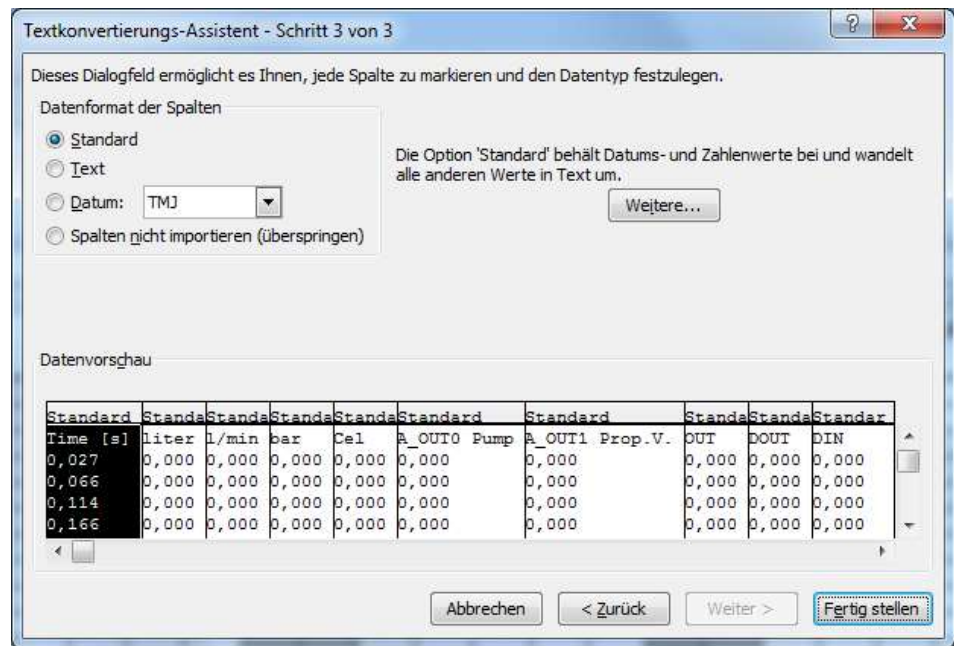 Textkonvertierungs-Assistent - Schritt 3 von 3
Dieses Dialogfeld ermöglicht es Ihnen, jede Spalte zu markieren und den Datentyp festzulegen.
Datenformat der Spalten
Standard
Text
Datum: TMJ
Spalten nicht importieren (überspringen)
Die Option 'Standard' behält Datums- und Zahlenwerte bei und wandelt
alle anderen Werte in Text um.
Weitere...
Datenvorschau
Standard Standa Standa Standa Standa Standard Standard Standa Standa Standar
Time [s] liter l/min bar Cel A_OUT0 Pump A_OUT1 Prop.V. OUT DOUT DIN
0,027 0,000 0,000 0,000 0,000 0,000 0,000 0,000 0,000 0,000
0,066 0,000 0,000 0,000 0,000 0,000 0,000 0,000 0,000 0,000
0,114 0,000 0,000 0,000 0,000 0,000 0,000 0,000 0,000 0,000
0,166 0,000 0,000 0,000 0,000 0,000 0,000 0,000 0,000 0,000
Abbrechen < Zurück Weiter > Fertig stellen